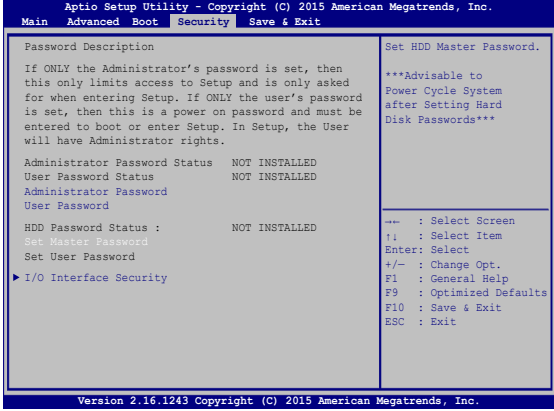 Aptio Setup Utility - Copyright (C) 2015 American Megatrends, Inc.
Main Advanced Boot Security Save & Exit
Password Description
If ONLY the Administrator's password is set, then
this only limits access to Setup and is only asked
for when entering Setup. If ONLY the user's password
is set, then this is a power on password and must be
entered to boot or enter Setup. In Setup, the User
will have Administrator rights.
Administrator Password Status NOT INSTALLED
User Password Status NOT INSTALLED
Administrator Password
User Password
HDD Password Status : NOT INSTALLED
Set Master Password
Set User Password
I/O Interface Security
Set HDD Master Password.
***Advisable to
Power Cycle System
after Setting Hard
Disk Passwords***
→← : Select Screen
↑↓ : Select Item
Enter: Select
+/— : Change Opt.
F1 : General Help
F9 : Optimized Defaults
F10 : Save & Exit
ESC : Exit
Version 2.16.1243 Copyright (C) 2015 American Megatrends, Inc.